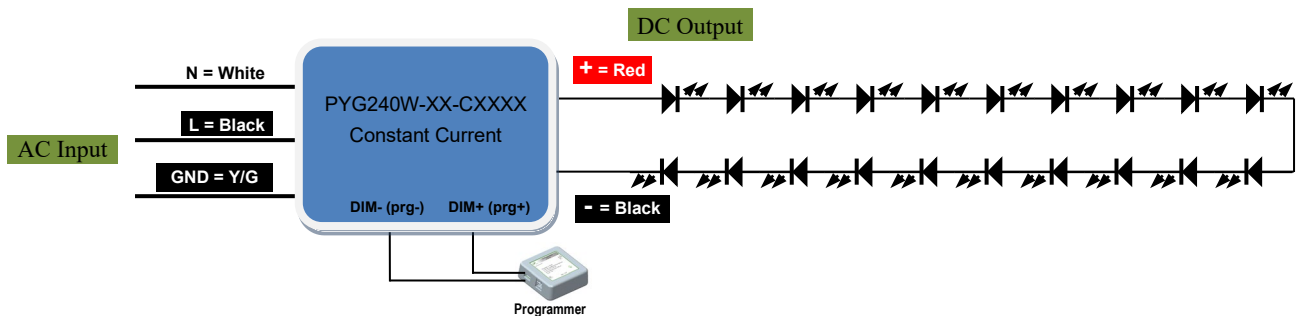 DC Output
N = White
+ = Red
PYG240W-XX-CXXXX
L = Black
Constant Current
AC Input
GND = Y/G
DIM- (prg-) DIM+ (prg+)
- = Black
Programmer